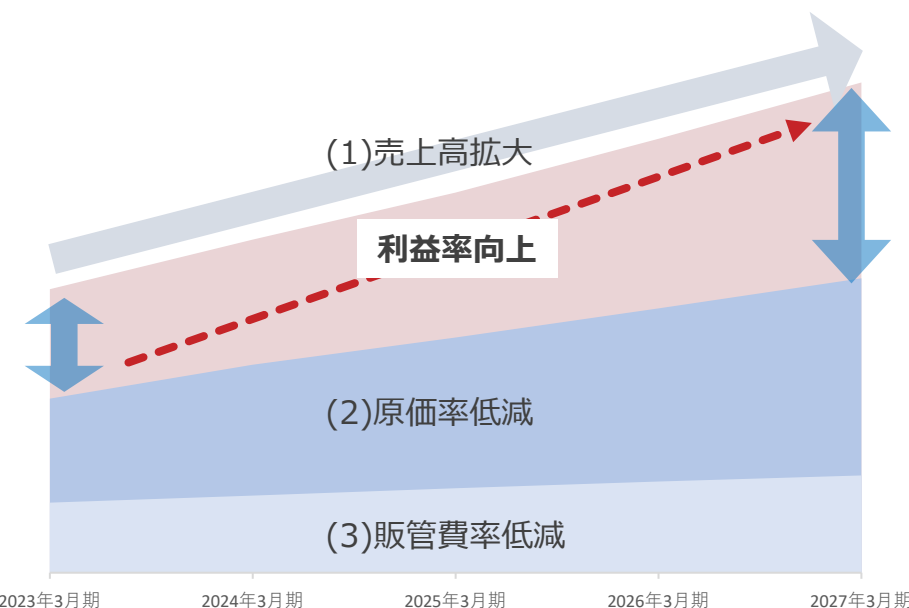 (1)売上高拡大
利益率向上
(2)原価率低減
(3)販管費率低減
2023年3月期
2024年3月期
2025年3月期
2026年3月期
2027年3月期